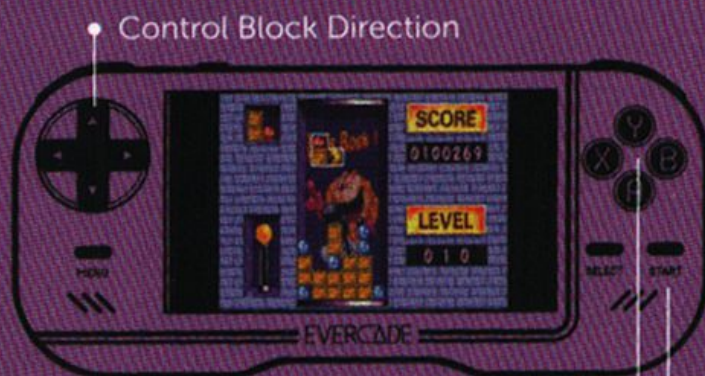 Control Block Direction
SCORE
0100269
LEVEL
010
Y
X B
A
MENU
SELECT START
EVERCADE